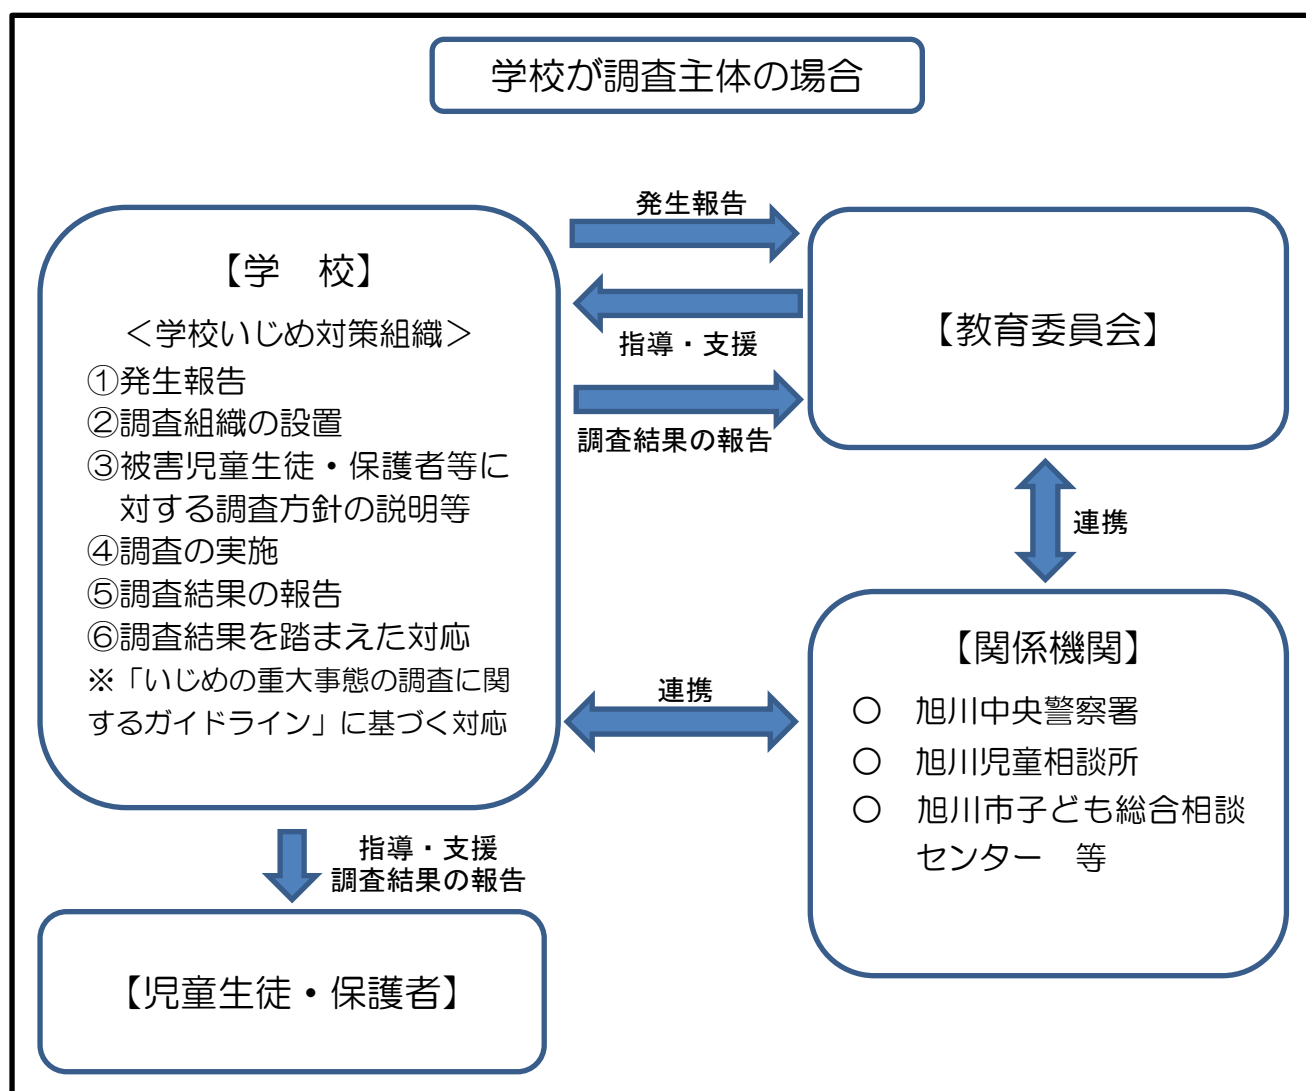 学校が調査主体の場合
発生報告
【学　校】
＜学校いじめ対策組織＞
①発生報告
②調査組織の設置
③被害児童生徒・保護者等に
対する調査方針の説明等
④調査の実施
⑤調査結果の報告
⑥調査結果を踏まえた対応
※「いじめの重大事態の調査に関
するガイドライン」に基づく対応
指導・支援
調査結果の報告
【教育委員会】
連携
連携
【関係機関】
○　旭川中央警察署
○　旭川児童相談所
○　旭川市子ども総合相談
センター　等
指導・支援
調査結果の報告
【児童生徒・保護者】